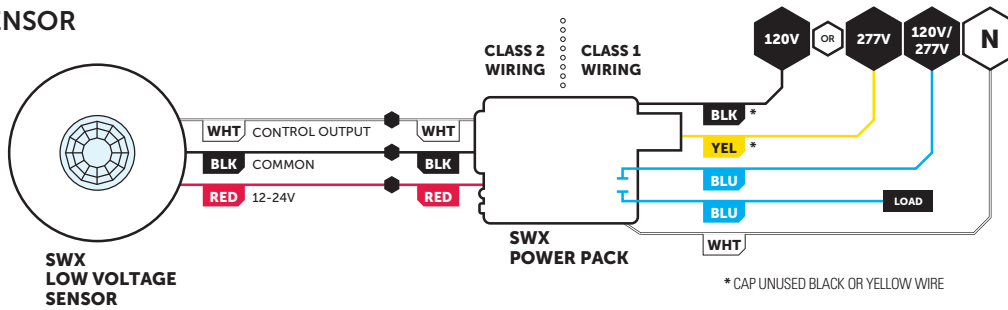 ENSOR
CLASS 2
WIRING
CLASS 1
WIRING
120V
OR
277V
120V/
277V
N
WHT CONTROL OUTPUT
WHT
BLK COMMON
BLK
RED 12-24V
RED
BLK *
YEL *
BLU
BLU
LOAD
WHT
SWX
LOW VOLTAGE
SENSOR
SWX
POWER PACK
* CAP UNUSED BLACK OR YELLOW WIRE